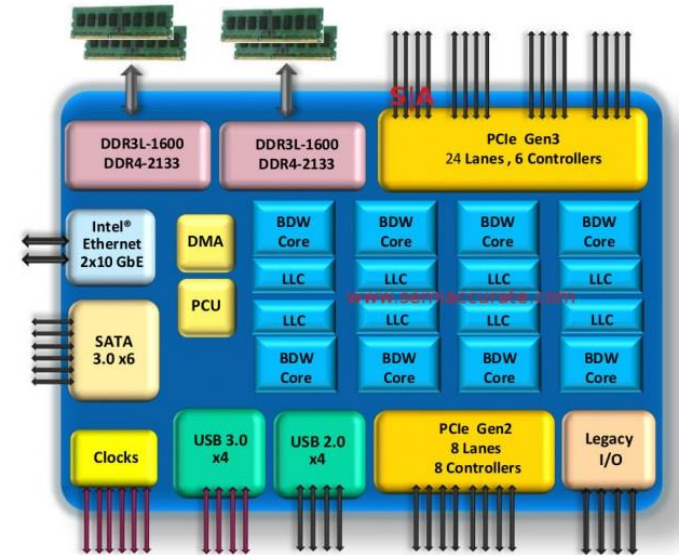 S|A
DDR3L-1600
DDR4-2133
DDR3L-1600
DDR4-2133
PCIe Gen3
24 Lanes , 6 Controllers
Intel®
Ethernet
2x10 GbE
DMA
PCU
BDW
Core
BDW
Core
BDW
Core
BDW
Core
LLC
LLC
LLC
LLC
www.semiaccurate.com
LLC
LLC
LLC
LLC
BDW
Core
BDW
Core
BDW
Core
BDW
Core
SATA
3.0 x6
Clocks
USB 3.0
x4
USB 2.0
x4
PCIe Gen2
8 Lanes
8 Controllers
Legacy
I/O